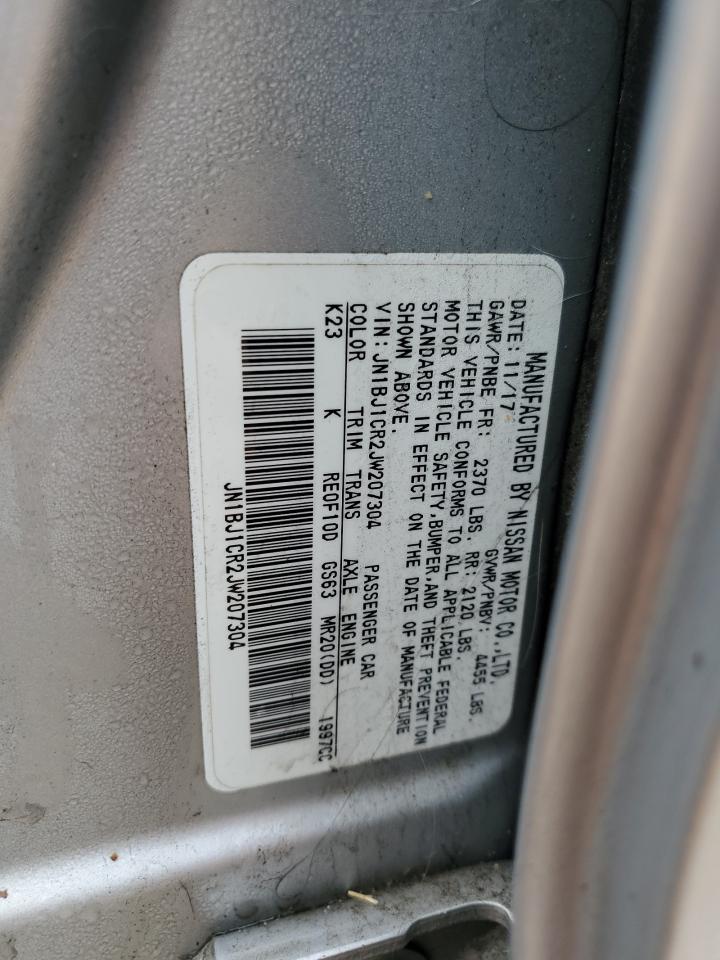 MANUFACTURED BY NISSAN MOTOR CO.,LTD.
DATE: 11/17 GVWR/PNBV: 4455 LBS.
GAWR/PNBE FR: 2370 LBS. RR: 2120 LBS.
THIS VEHICLE CONFORMS TO ALL APPLICABLE FEDERAL
MOTOR VEHICLE SAFETY,BUMPER,AND THEFT PREVENTION
STANDARDS IN EFFECT ON THE DATE OF MANUFACTURE
SHOWN ABOVE.
VIN: JN1BJ1CR2JW207304 PASSENGER CAR
COLOR TRIM TRANS AXLE ENGINE
K23 K RE0F10D GS63 MR20(DD) 1997CC
JN1BJ1CR2JW207304